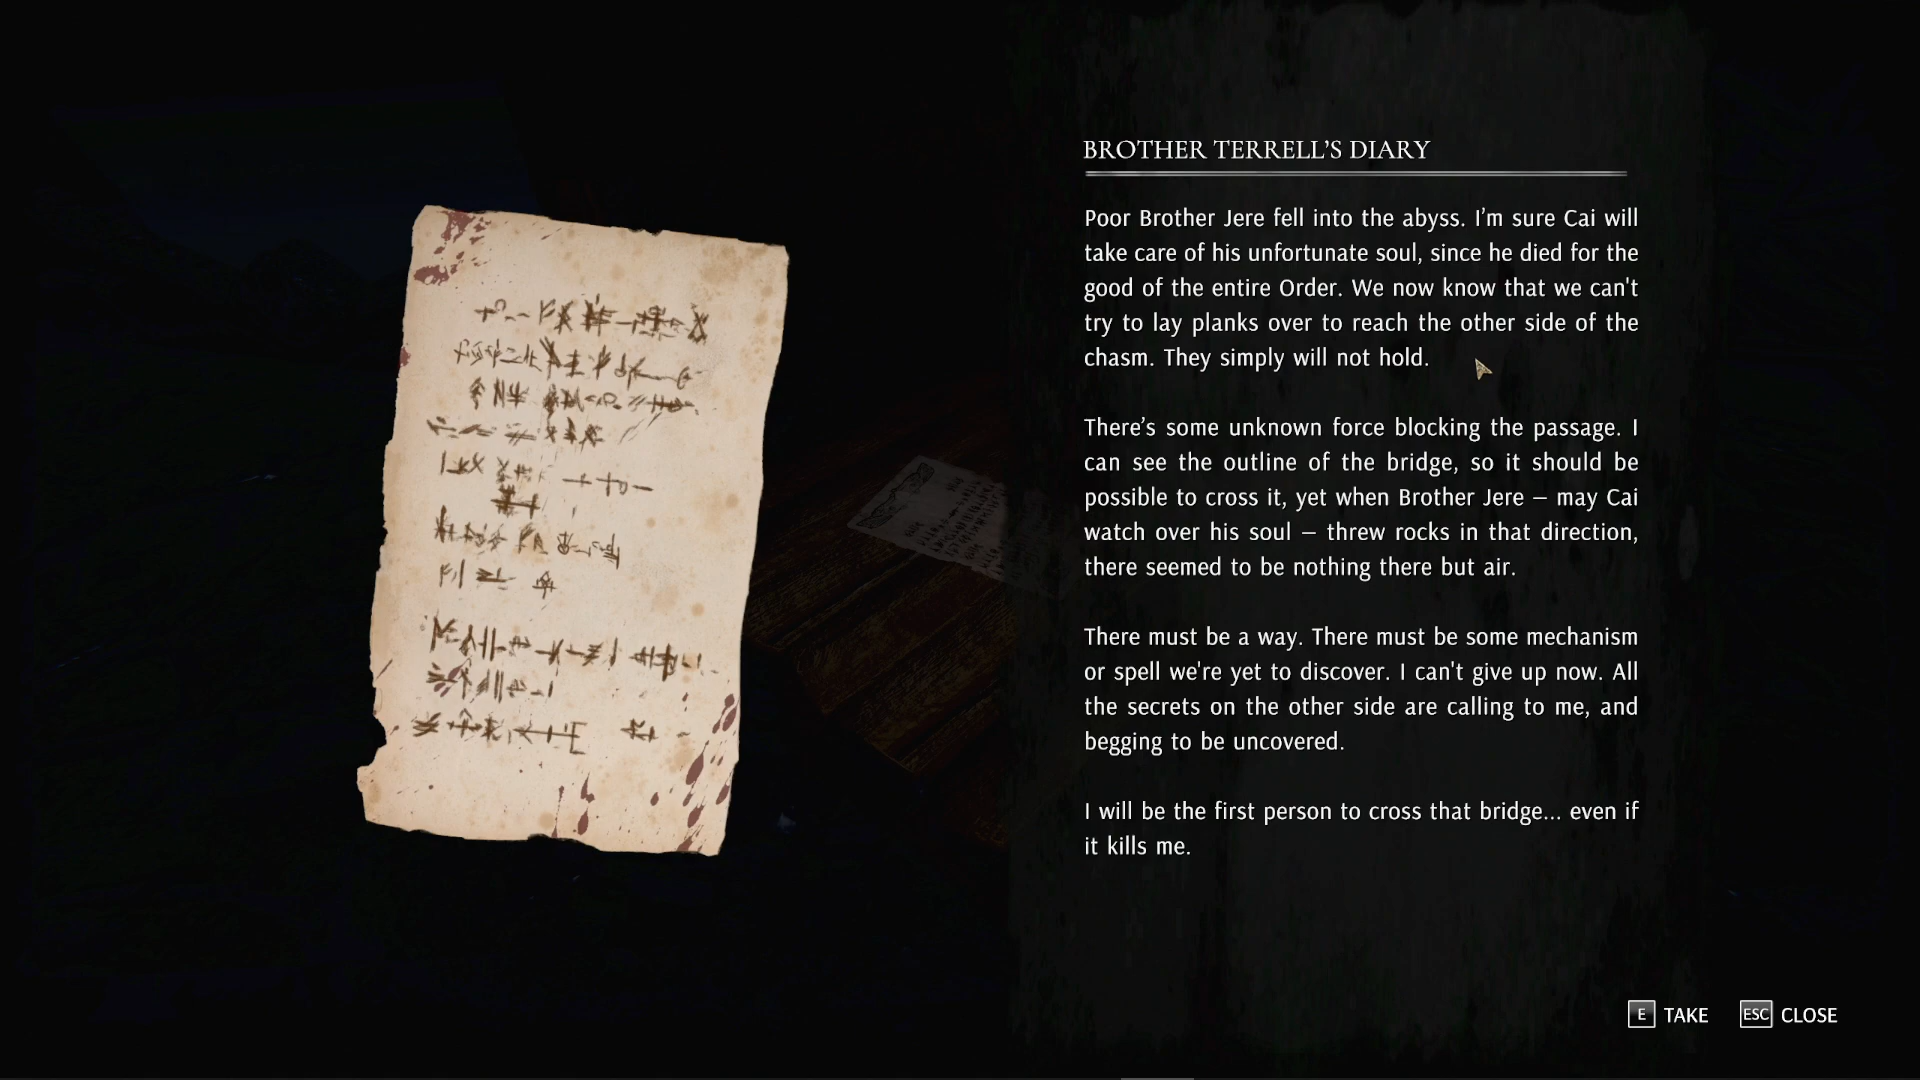 BROTHER TERRELL’S DIARY
Poor Brother Jere fell into the abyss. I’m sure Cai will
take care of his unfortunate soul, since he died for the
good of the entire Order. We now know that we can't
try to lay planks over to reach the other side of the
chasm. They simply will not hold.
There’s some unknown force blocking the passage. I
can see the outline of the bridge, so it should be
possible to cross it, yet when Brother Jere – may Cai
watch over his soul – threw rocks in that direction,
there seemed to be nothing there but air.
There must be a way. There must be some mechanism
or spell we're yet to discover. I can't give up now. All
the secrets on the other side are calling to me, and
begging to be uncovered.
I will be the first person to cross that bridge... even if
it kills me.
E TAKE ESC CLOSE